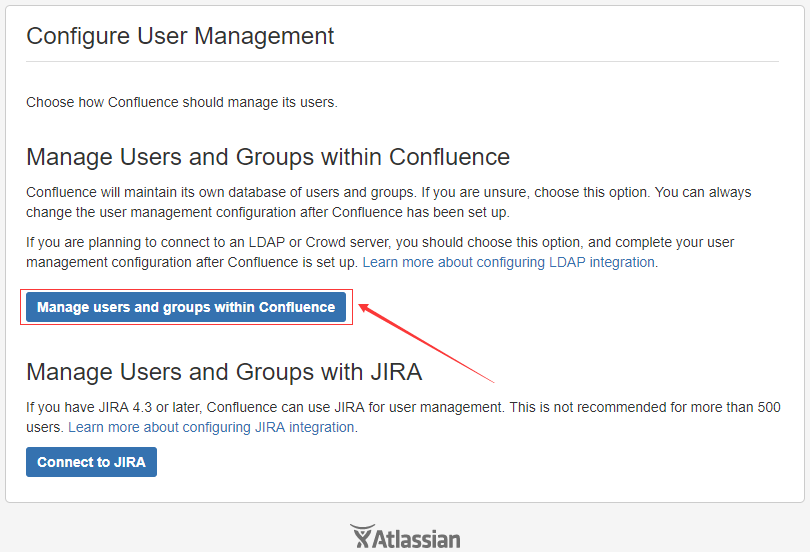 Configure User Management
Choose how Confluence should manage its users.
Manage Users and Groups within Confluence
Confluence will maintain its own database of users and groups. If you are unsure, choose this option. You can always
change the user management configuration after Confluence has been set up.
If you are planning to connect to an LDAP or Crowd server, you should choose this option, and complete your user
management configuration after Confluence is set up. Learn more about configuring LDAP integration.
Manage users and groups within Confluence
Manage Users and Groups with JIRA
If you have JIRA 4.3 or later, Confluence can use JIRA for user management. This is not recommended for more than 500
users. Learn more about configuring JIRA integration.
Connect to JIRA
Atlassian